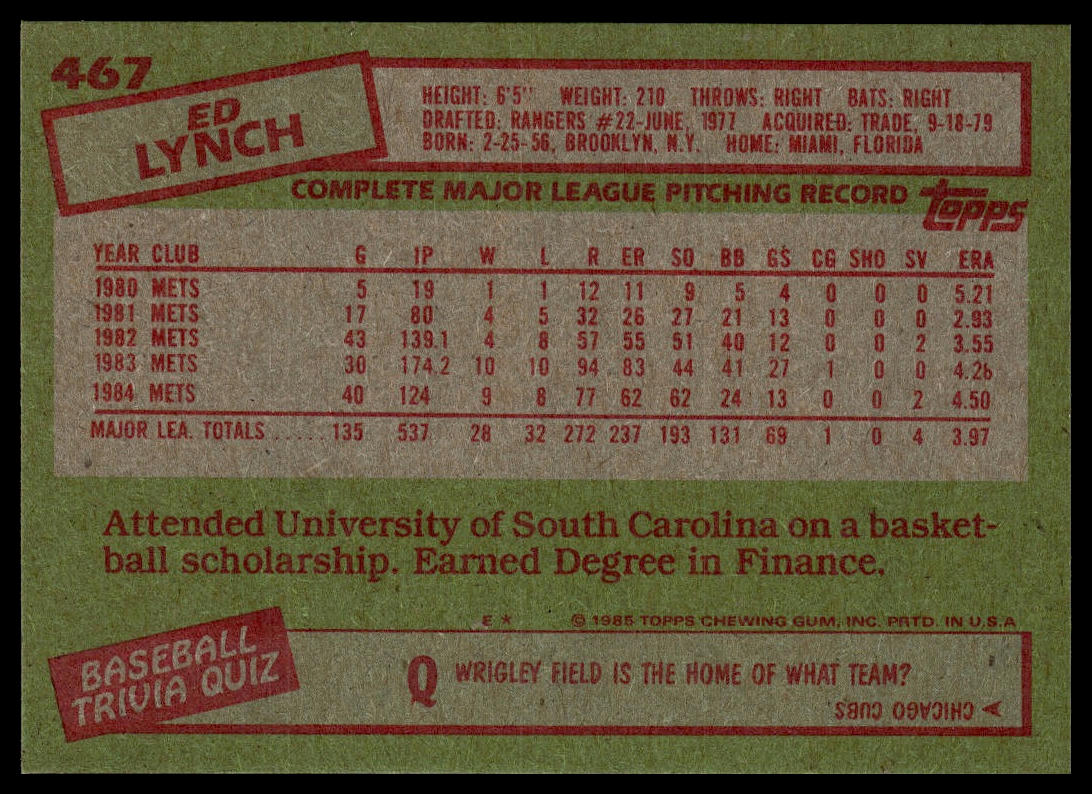 467
ED
LYNCH
HEIGHT: 6'5" WEIGHT: 210 THROWS: RIGHT BATS: RIGHT
DRAFTED: RANGERS #22-JUNE, 1977 ACQUIRED: TRADE, 9-18-79
BORN: 2-25-56, BROOKLYN, N.Y. HOME: MIAMI, FLORIDA
COMPLETE MAJOR LEAGUE PITCHING RECORD topps
YEAR CLUB G IP W L R ER SO BB GS CG SHO SV ERA
1980 METS 5 19 1 1 12 11 9 5 4 0 0 0 5.21
1981 METS 17 80 4 5 32 26 27 21 13 0 0 0 2.93
1982 METS 43 139.1 4 8 57 55 51 40 12 0 0 2 3.55
1983 METS 30 174.2 10 10 94 83 44 41 27 1 0 0 4.26
1984 METS 40 124 9 8 77 62 62 24 13 0 0 2 4.50
MAJOR LEA. TOTALS ..... 135 537 28 32 272 237 193 131 69 1 0 4 3.97
Attended University of South Carolina on a basket-
ball scholarship. Earned Degree in Finance.
E * © 1985 TOPPS CHEWING GUM, INC. PRTD. IN U.S.A
BASEBALL
TRIVIA QUIZ
Q WRIGLEY FIELD IS THE HOME OF WHAT TEAM?
A CHICAGO CUBS.